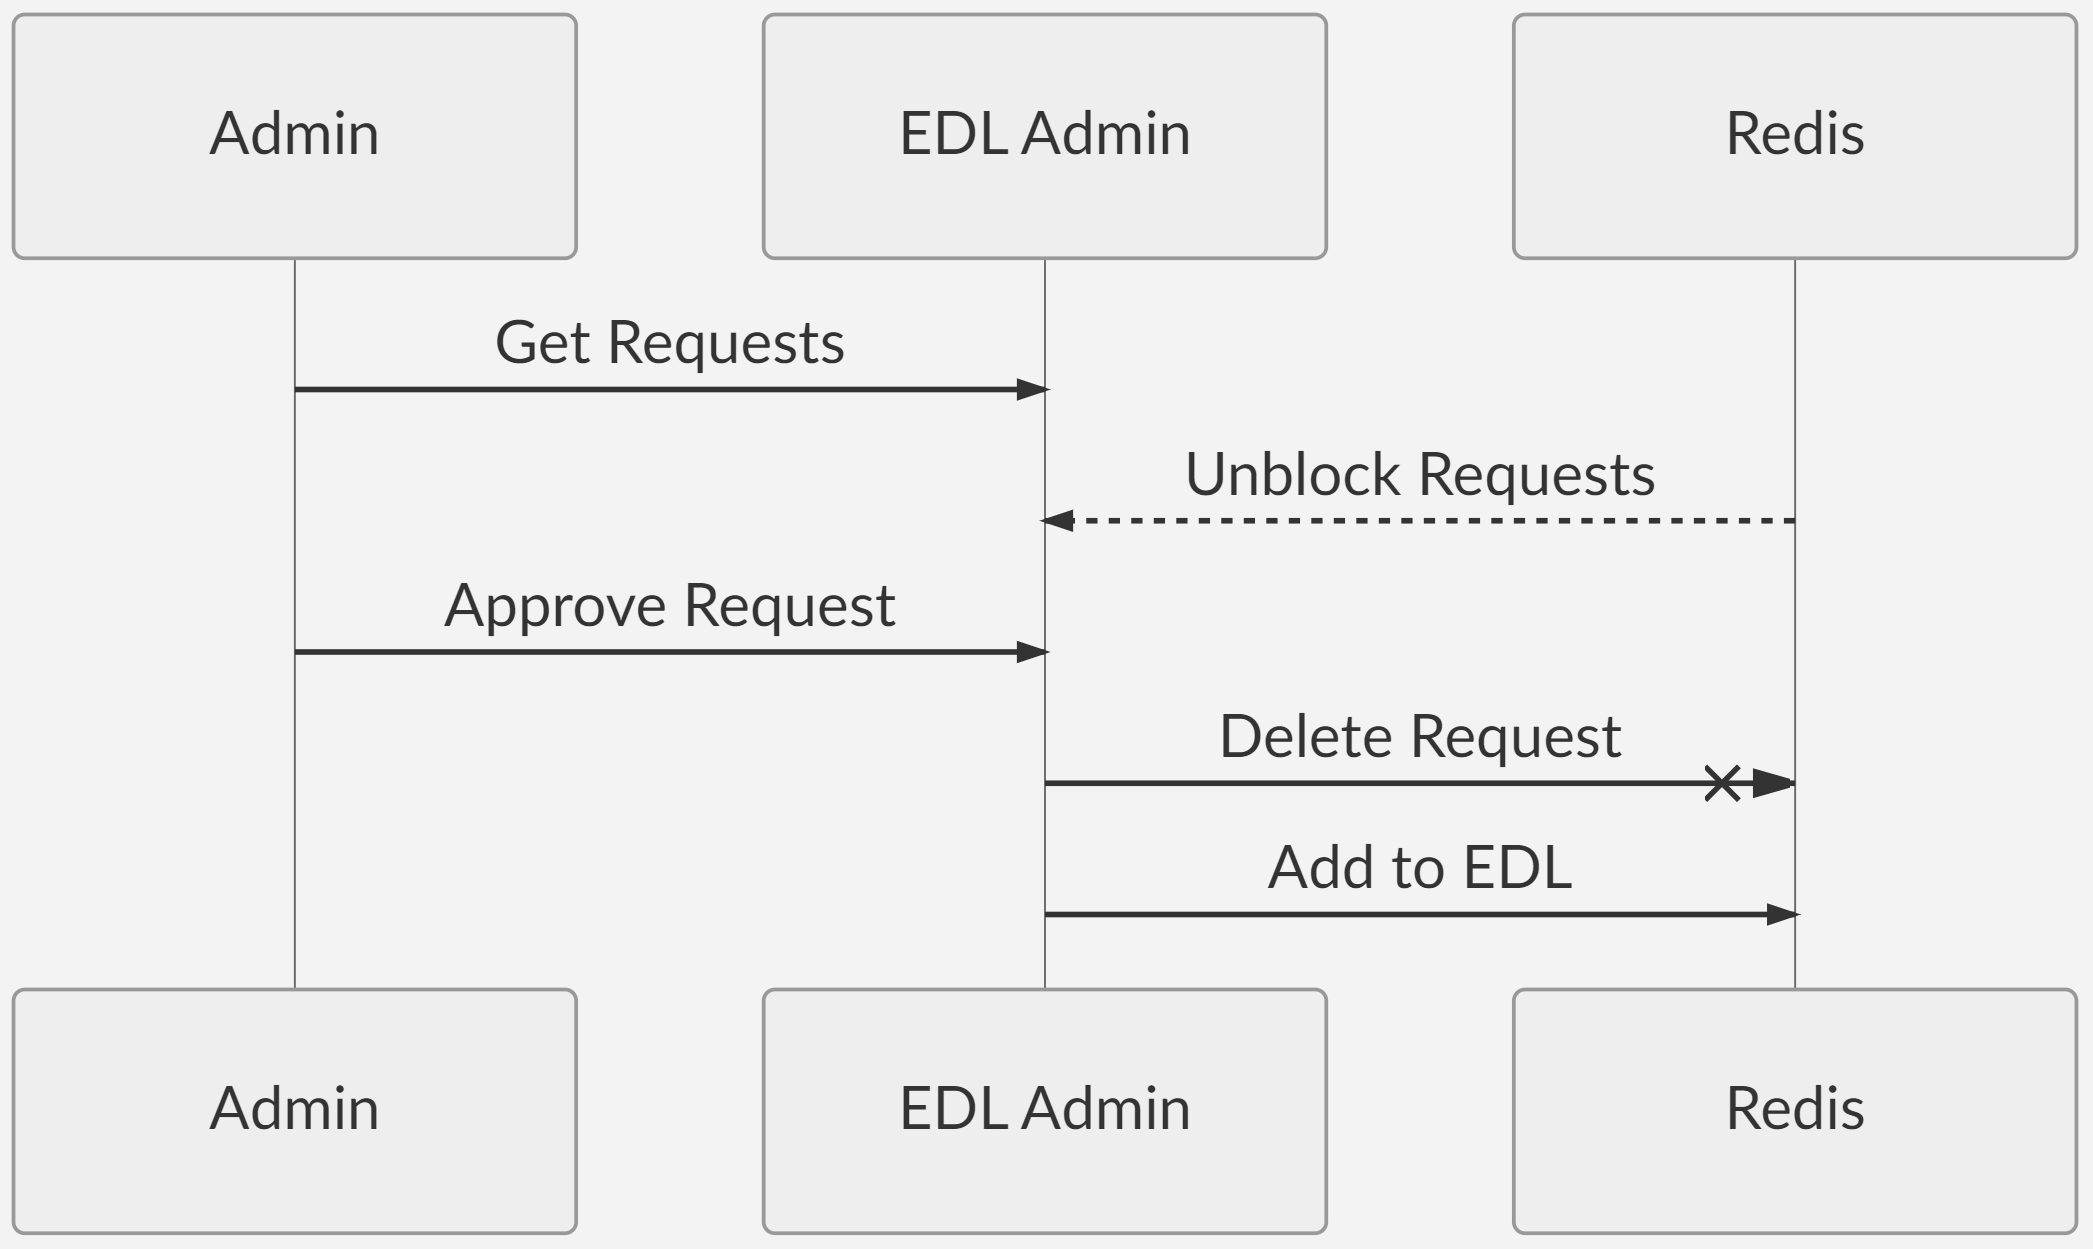 Admin
EDL Admin
Redis
Get Requests
Unblock Requests
Approve Request
Delete Request
Add to EDL
Admin
EDL Admin
Redis